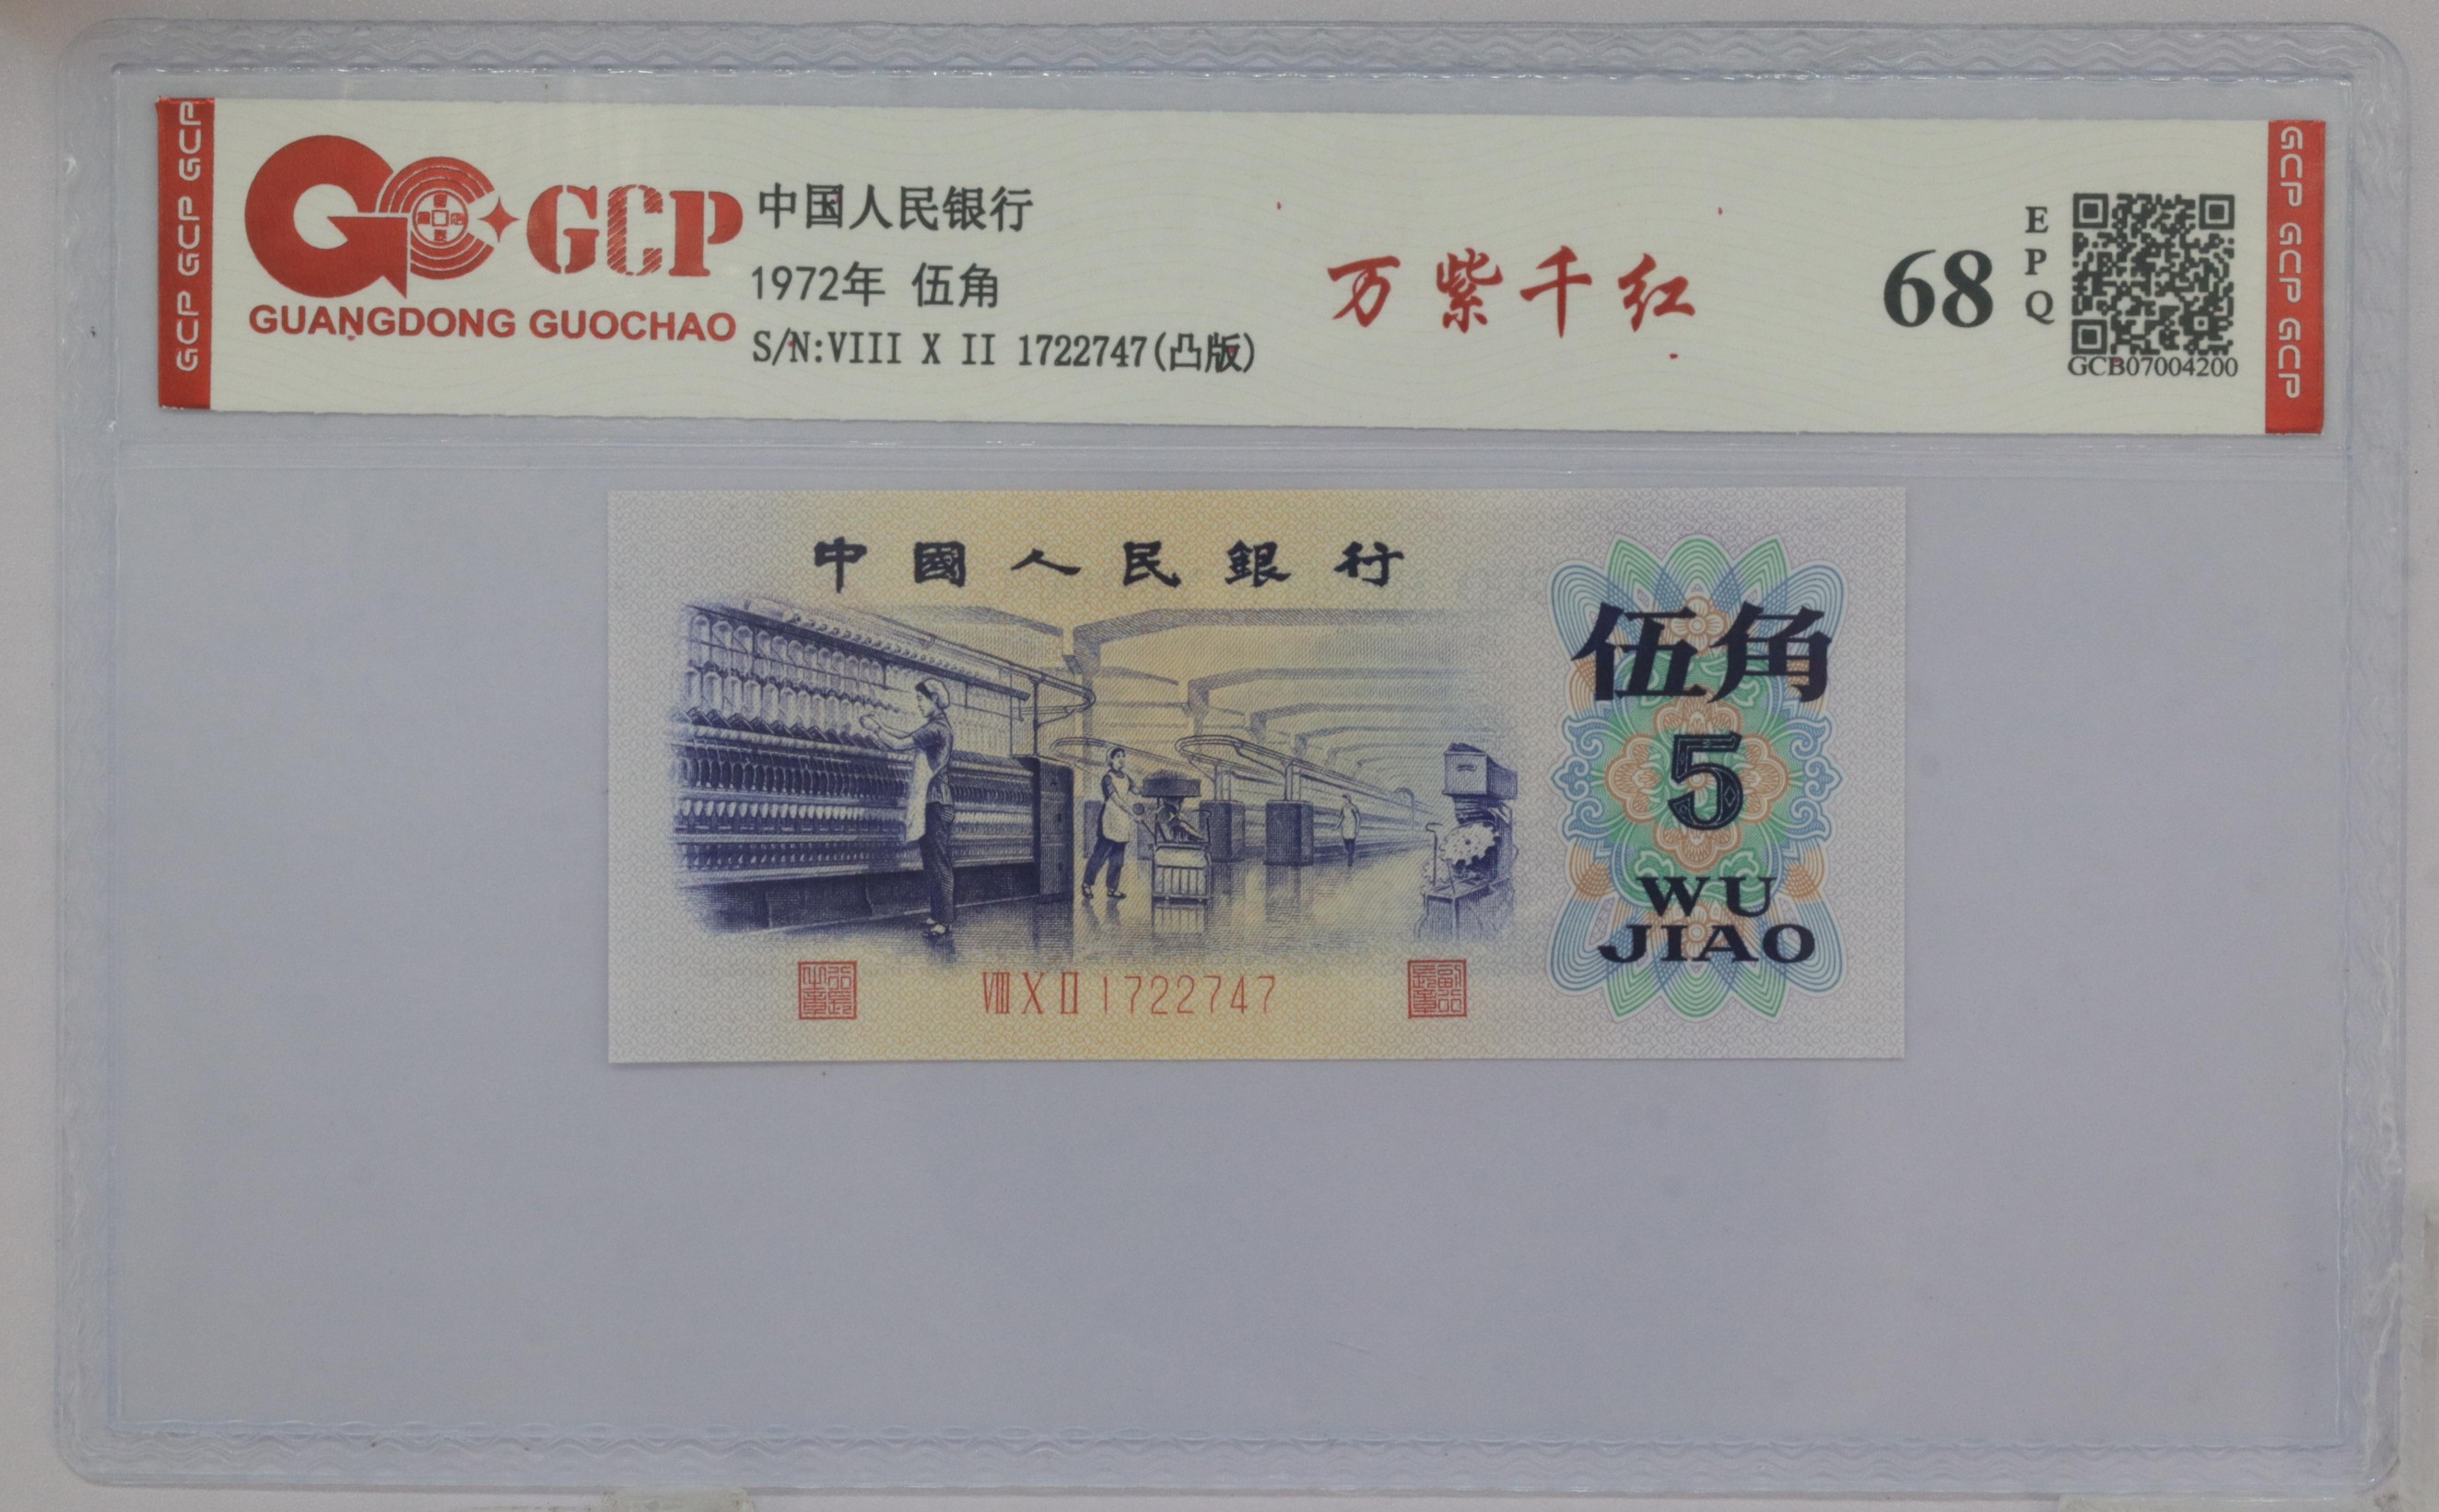 GCP GCP GCP
GCP
GUANGDONG GUOCHAO
中国人民银行
1972年 伍角
S/N:VIII X II 1722747(凸版)
万紫千红
68
EPQ
GCB07004200
GCP GCP GCP
中國人民銀行
伍角
5
WU
JIAO
VIII X II 1722747